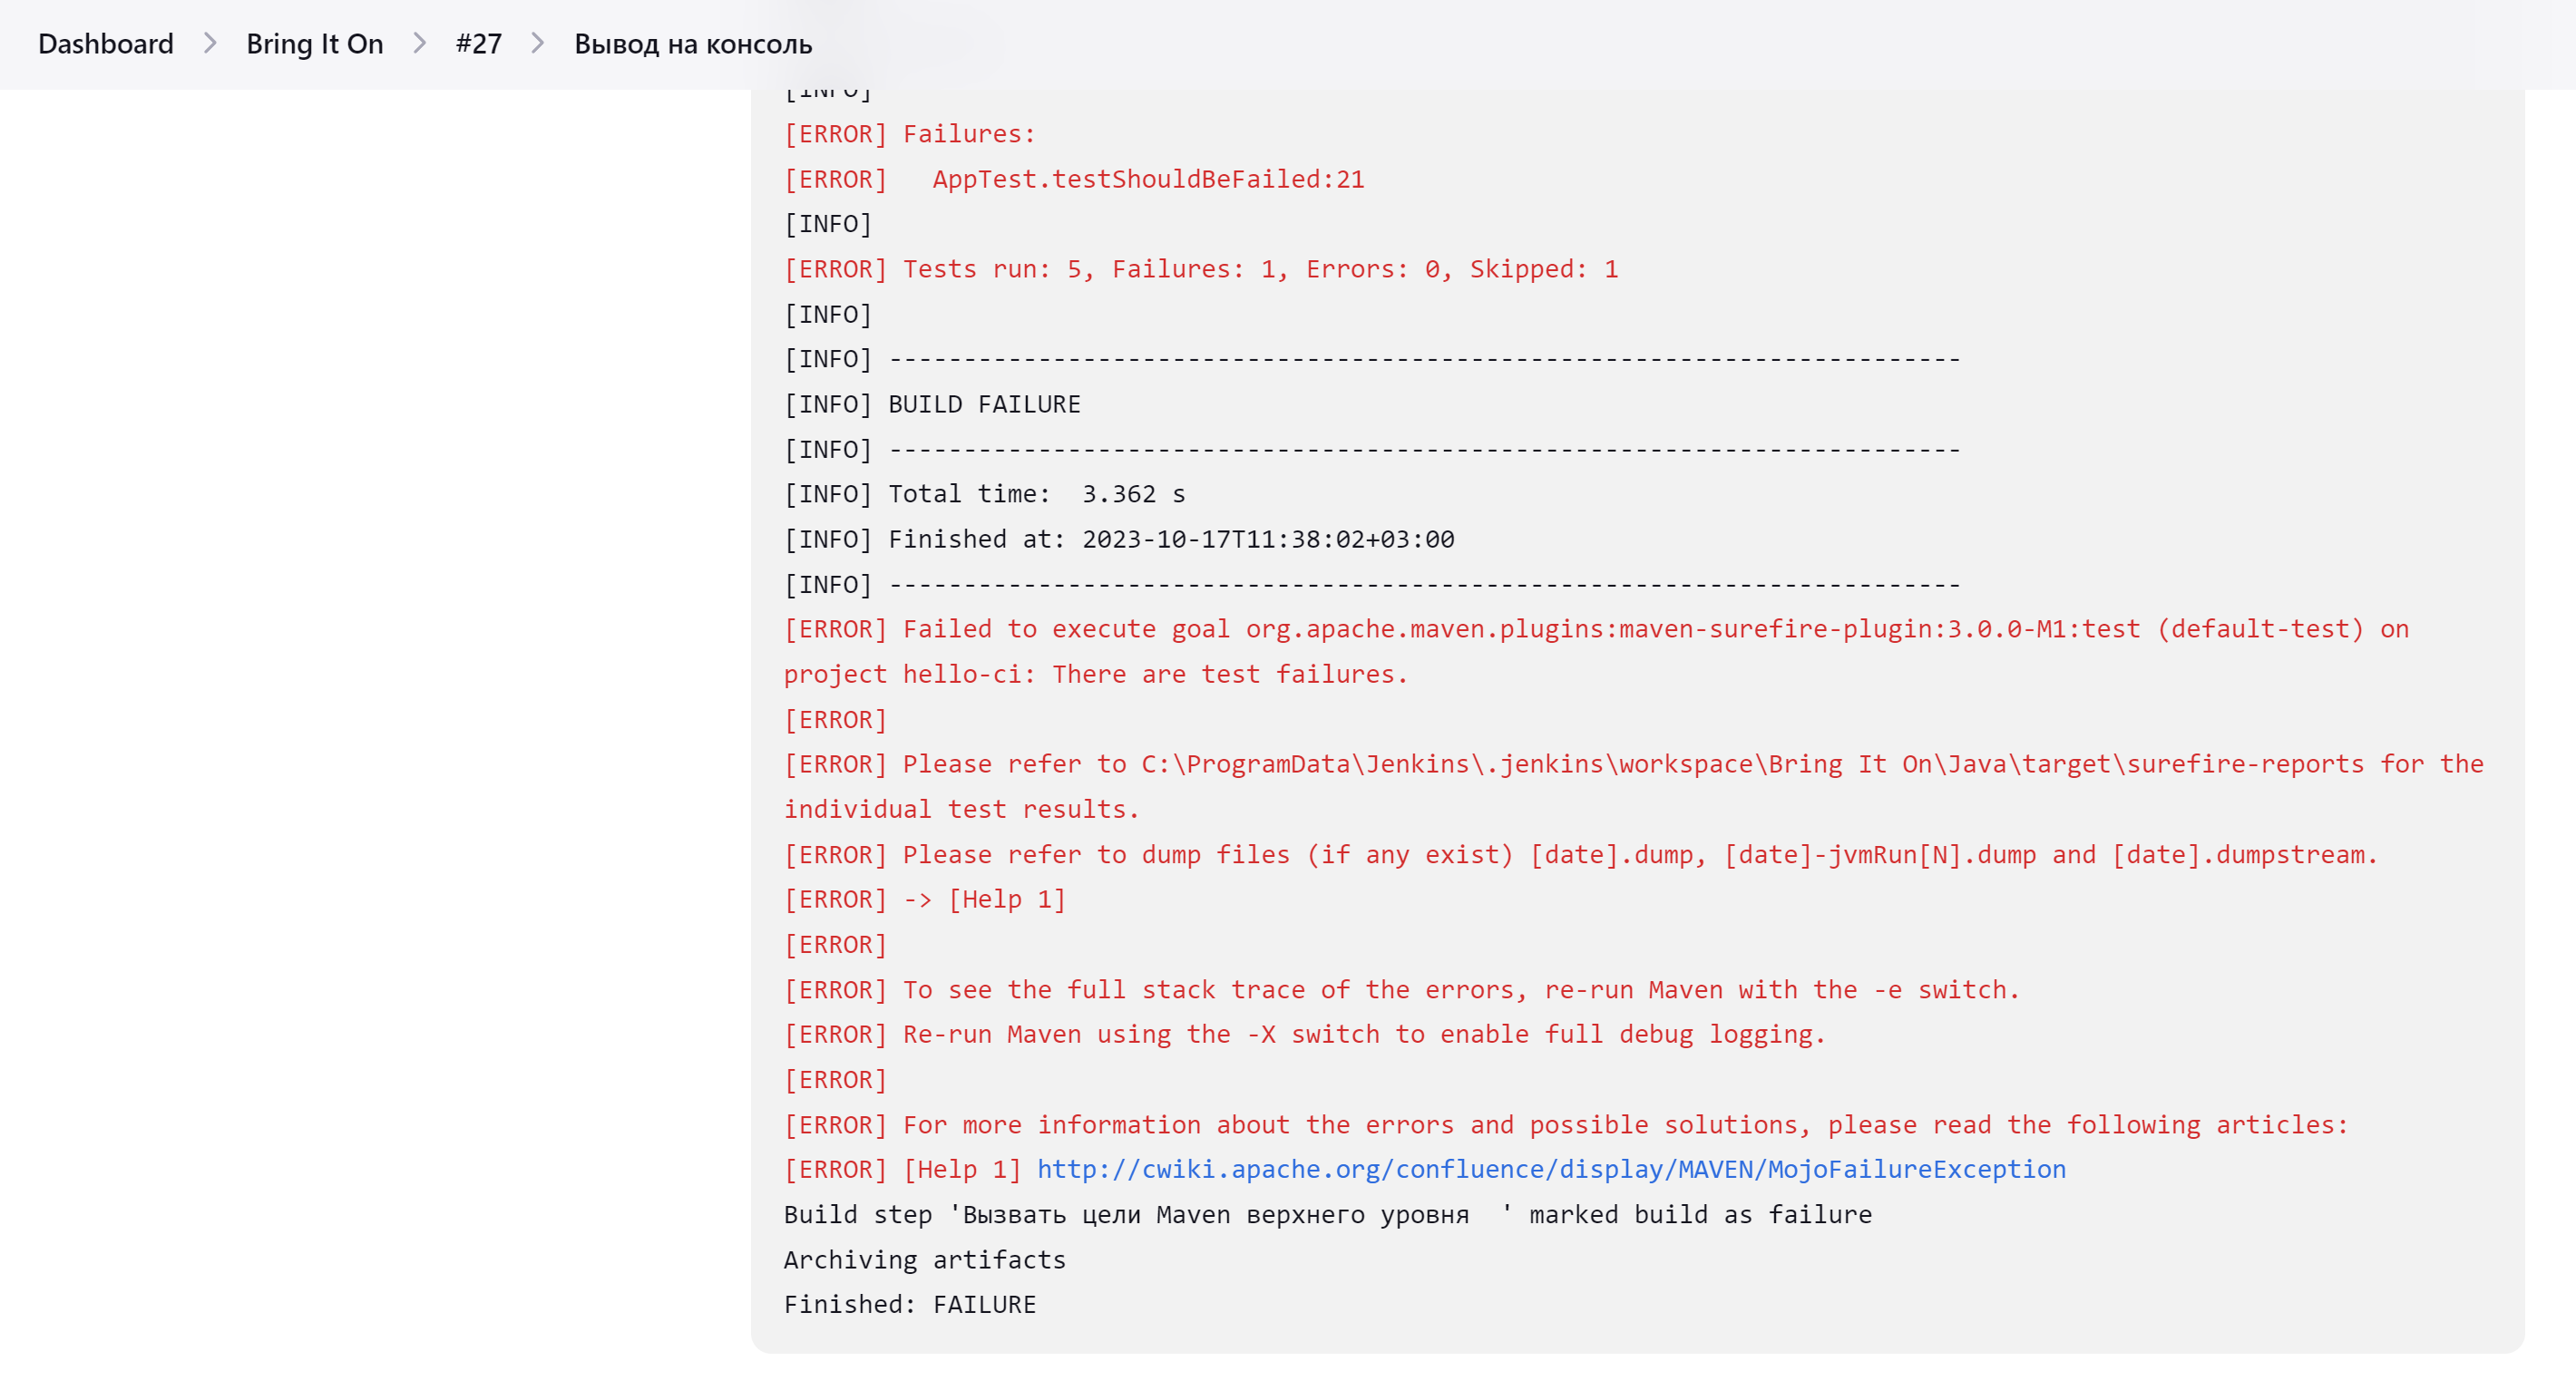 Dashboard > Bring It On > #27 > Вывод на консоль
[INFO]
[ERROR] Failures:
[ERROR]   AppTest.testShouldBeFailed:21
[INFO]
[ERROR] Tests run: 5, Failures: 1, Errors: 0, Skipped: 1
[INFO]
[INFO] ------------------------------------------------------------------------
[INFO] BUILD FAILURE
[INFO] ------------------------------------------------------------------------
[INFO] Total time:  3.362 s
[INFO] Finished at: 2023-10-17T11:38:02+03:00
[INFO] ------------------------------------------------------------------------
[ERROR] Failed to execute goal org.apache.maven.plugins:maven-surefire-plugin:3.0.0-M1:test (default-test) on
project hello-ci: There are test failures.
[ERROR]
[ERROR] Please refer to C:\ProgramData\Jenkins\.jenkins\workspace\Bring It On\Java\target\surefire-reports for the
individual test results.
[ERROR] Please refer to dump files (if any exist) [date].dump, [date]-jvmRun[N].dump and [date].dumpstream.
[ERROR] -> [Help 1]
[ERROR]
[ERROR] To see the full stack trace of the errors, re-run Maven with the -e switch.
[ERROR] Re-run Maven using the -X switch to enable full debug logging.
[ERROR]
[ERROR] For more information about the errors and possible solutions, please read the following articles:
[ERROR] [Help 1] http://cwiki.apache.org/confluence/display/MAVEN/MojoFailureException
Build step 'Вызвать цели Maven верхнего уровня  ' marked build as failure
Archiving artifacts
Finished: FAILURE